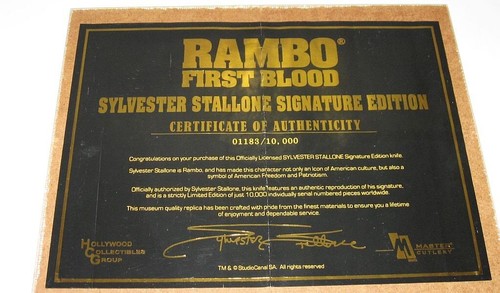 RAMBO®
FIRST BLOOD
SYLVESTER STALLONE SIGNATURE EDITION
CERTIFICATE OF AUTHENTICITY
01183/10,000
Congratulations on your purchase of this Officially Licensed SYLVESTER STALLONE Signature Edition knife.
Sylvester Stallone is Rambo, and has made this character not only an Icon of American culture, but also a
symbol of American Freedom and Patriotism.
Officially authorized by Sylvester Stallone, this knife features an authentic reproduction of his signature,
and is a strictly Limited Edition of just 10,000 individually serial numbered pieces worldwide.
This museum quality replica has been crafted with pride from the finest materials to ensure you a lifetime
of enjoyment and dependable service.
Sylvester Stallone
HOLLYWOOD
COLLECTIBLES
GROUP
MASTER
CUTLERY
TM & © StudioCanal SA. All rights reserved